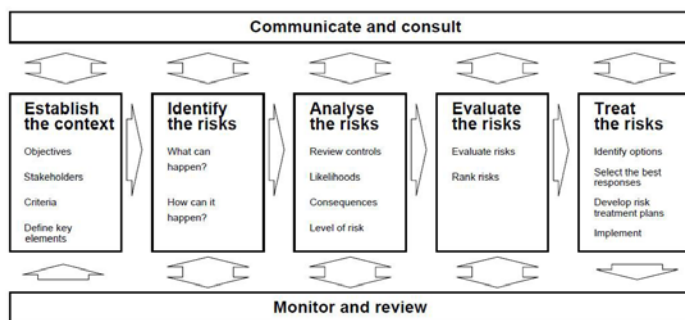 Communicate and consult
Establish
the context
Objectives
Stakeholders
Criteria
Define key
elements
Identify
the risks
What can
happen?
How can it
happen?
Analyse
the risks
Review controls
Likelihoods
Consequences
Level of risk
Evaluate
the risks
Evaluate risks
Rank risks
Treat
the risks
Identify options
Select the best
responses
Develop risk
treatment plans
Implement
Monitor and review